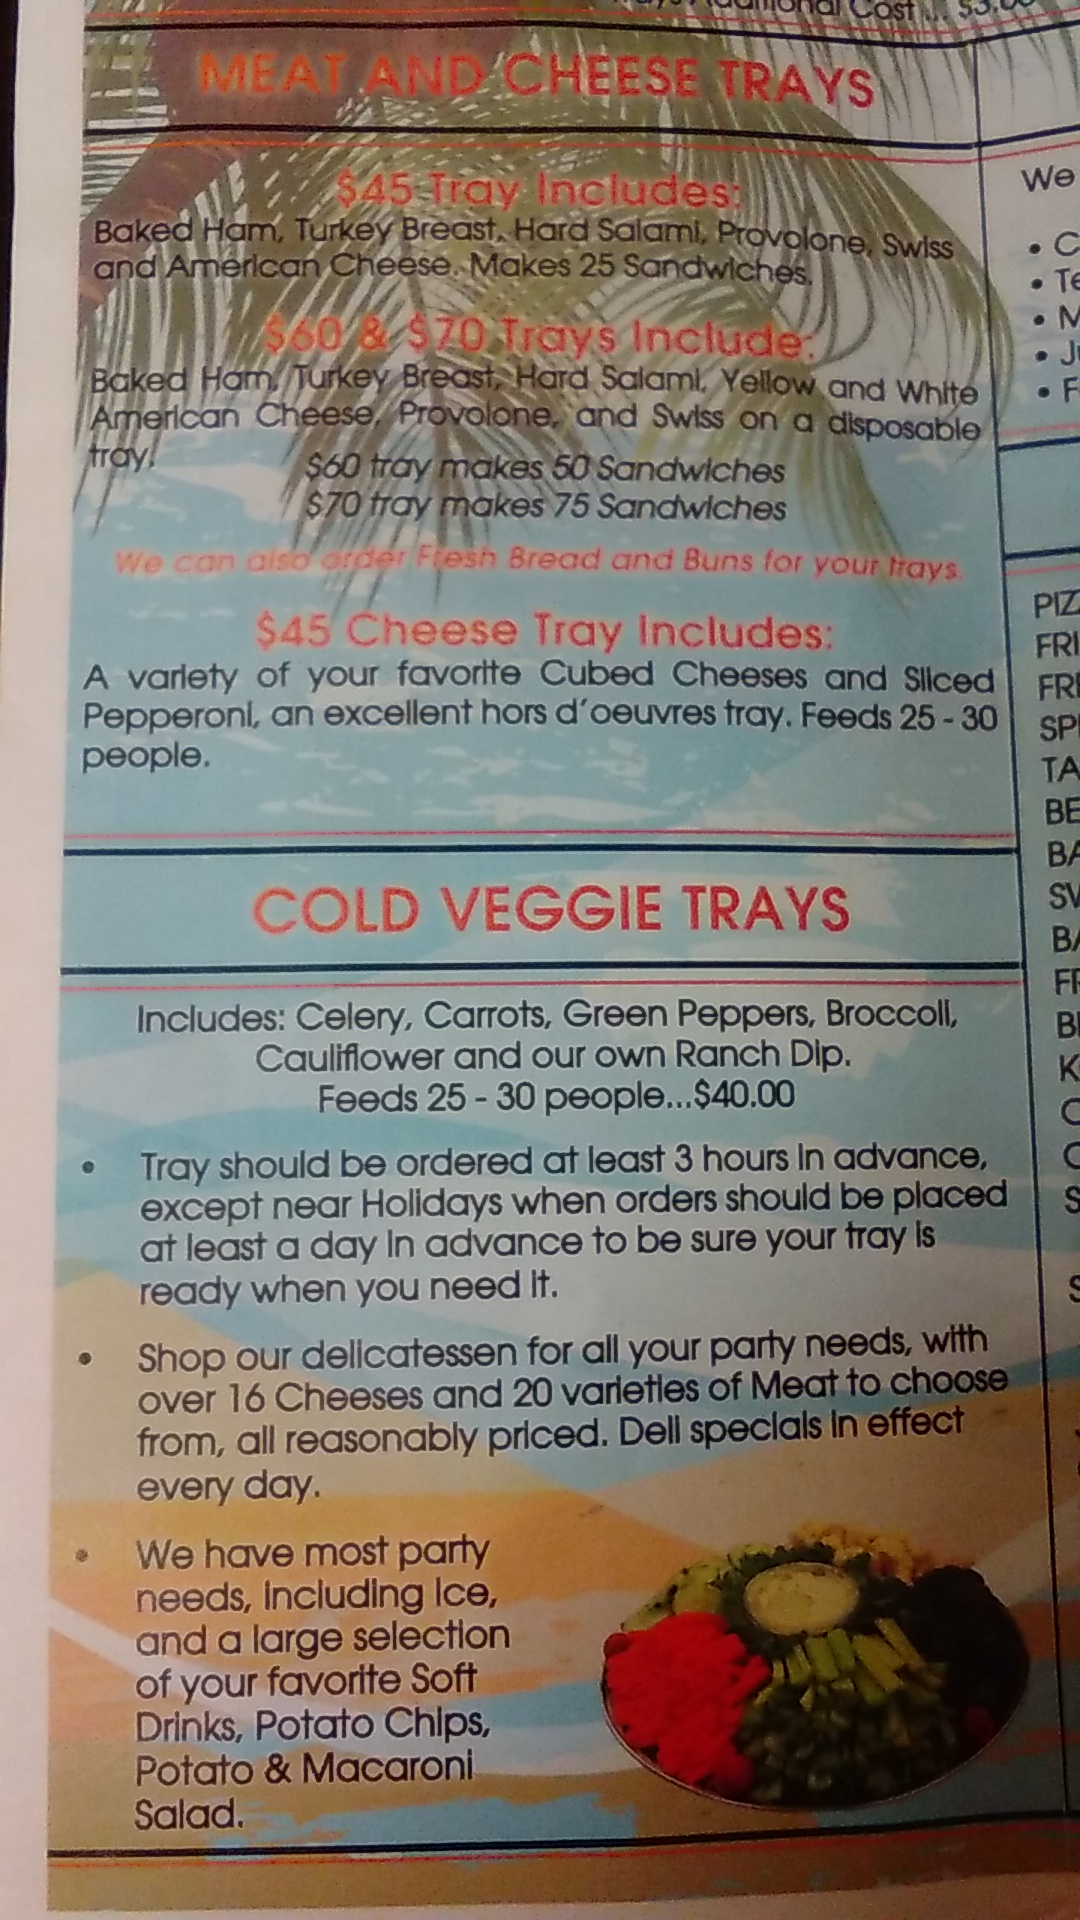 Additional Cost ... $3.00
MEAT AND CHEESE TRAYS
$45 Tray Includes:
Baked Ham, Turkey Breast, Hard Salami, Provolone, Swiss
and American Cheese. Makes 25 Sandwiches.
$60 & $70 Trays Include:
Baked Ham, Turkey Breast, Hard Salami, Yellow and White
American Cheese, Provolone, and Swiss on a disposable
tray!
$60 tray makes 50 Sandwiches
$70 tray makes 75 Sandwiches
We can also order Fresh Bread and Buns for your trays.
$45 Cheese Tray Includes:
A variety of your favorite Cubed Cheeses and Sliced
Pepperoni, an excellent hors d'oeuvres tray. Feeds 25 - 30
people.
COLD VEGGIE TRAYS
Includes: Celery, Carrots, Green Peppers, Broccoli,
Cauliflower and our own Ranch Dip.
Feeds 25 - 30 people...$40.00
• Tray should be ordered at least 3 hours in advance,
except near Holidays when orders should be placed
at least a day in advance to be sure your tray is
ready when you need it.
• Shop our delicatessen for all your party needs, with
over 16 Cheeses and 20 varieties of Meat to choose
from, all reasonably priced. Deli specials in effect
every day.
• We have most party
needs, including Ice,
and a large selection
of your favorite Soft
Drinks, Potato Chips,
Potato & Macaroni
Salad.
We